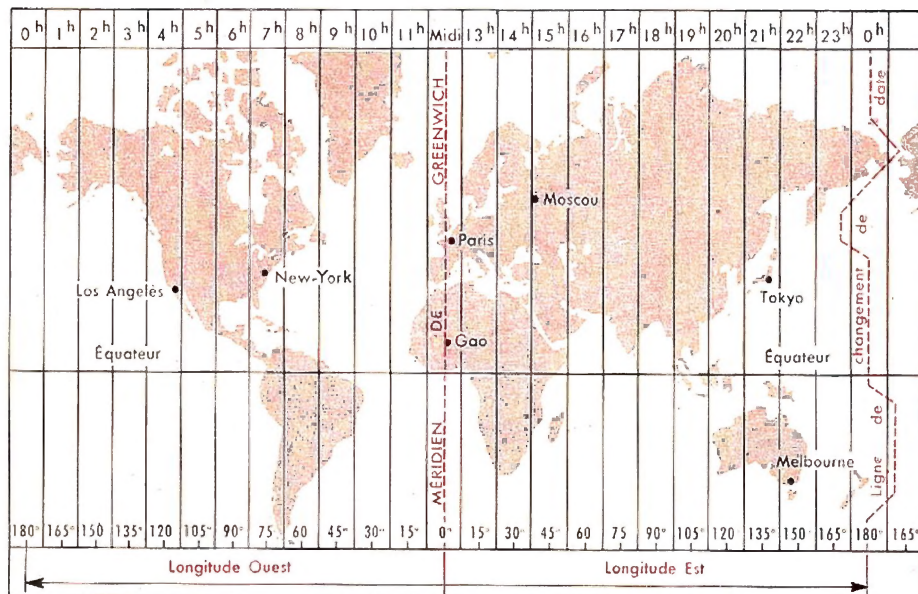 0h 1h 2h 3h 4h 5h 6h 7h 8h 9h 10h 11h Midi 13h 14h 15h 16h 17h 18h 19h 20h 21h 22h 23h 0h
GREENWICH
date
Moscou
de
Paris
New-York
Los Angelés
Tokyo
DE
Gao
changement
Équateur
Équateur
de
Melbourne
MÉRIDIEN
Ligne
180° 165° 150 135° 120 105° 90° 75 60 45° 30° 15° 0° 15° 30° 45° 60° 75 90° 105° 120 135° 150° 165° 180° 165°
Longitude Ouest
Longitude Est